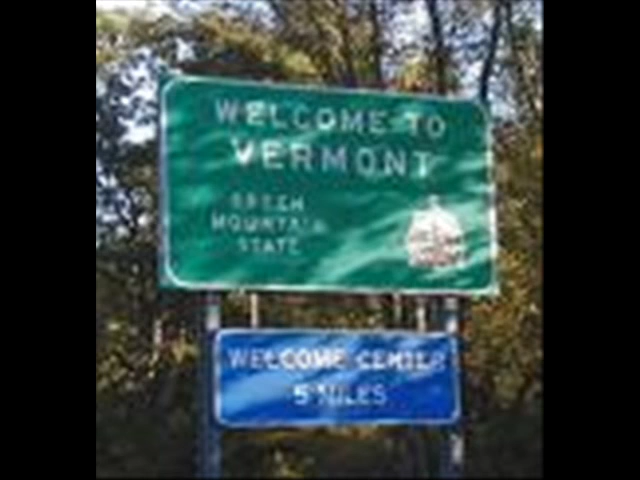 WELCOME TO
VERMONT
GREEN
MOUNTAIN
STATE
WELCOME CENTER
5 MILES